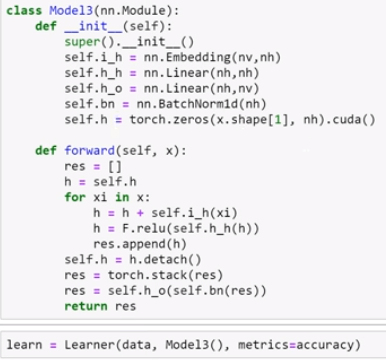 class Model3(nn.Module):
    def __init__(self):
        super().__init__()
        self.i_h = nn.Embedding(nv,nh)
        self.h_h = nn.Linear(nh,nh)
        self.h_o = nn.Linear(nh,nv)
        self.bn = nn.BatchNorm1d(nh)
        self.h = torch.zeros(x.shape[1], nh).cuda()

    def forward(self, x):
        res = []
        h = self.h
        for xi in x:
            h = h + self.i_h(xi)
            h = F.relu(self.h_h(h))
            res.append(h)
        self.h = h.detach()
        res = torch.stack(res)
        res = self.h_o(self.bn(res))
        return res

learn = Learner(data, Model3(), metrics=accuracy)